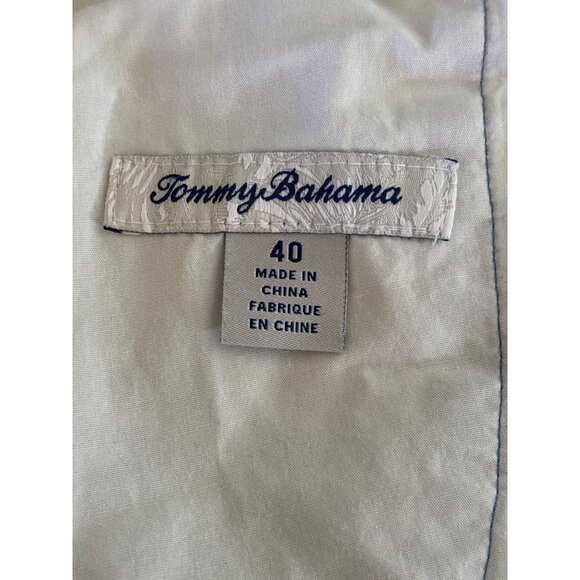 Tommy Bahama
40
MADE IN
CHINA
FABRIQUE
EN CHINE